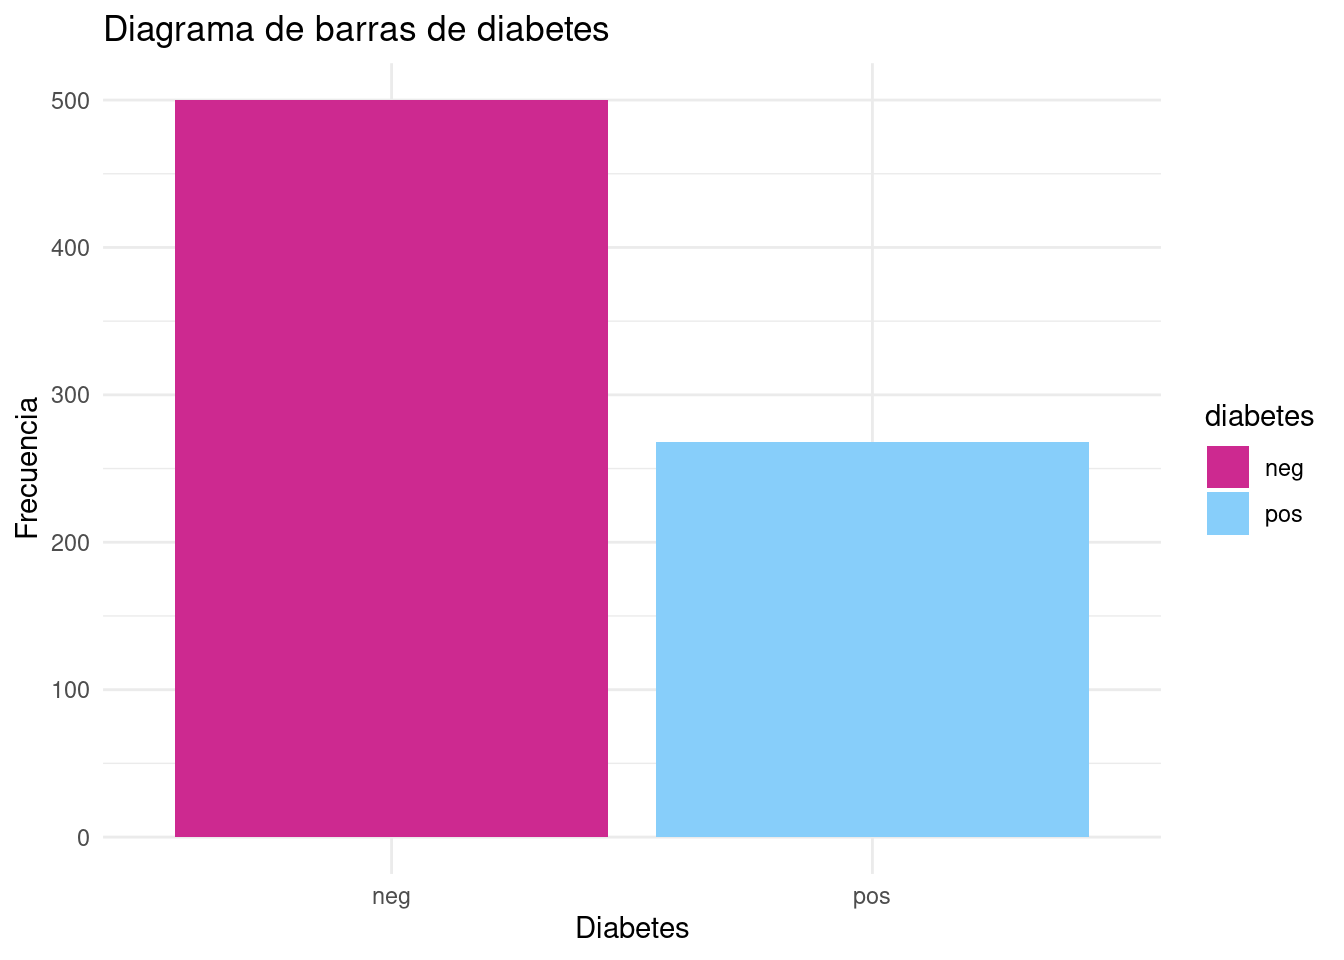 Diagrama de barras de diabetes
Frecuencia
500
400
300
200
100
0
neg
pos
Diabetes
diabetes
neg
pos